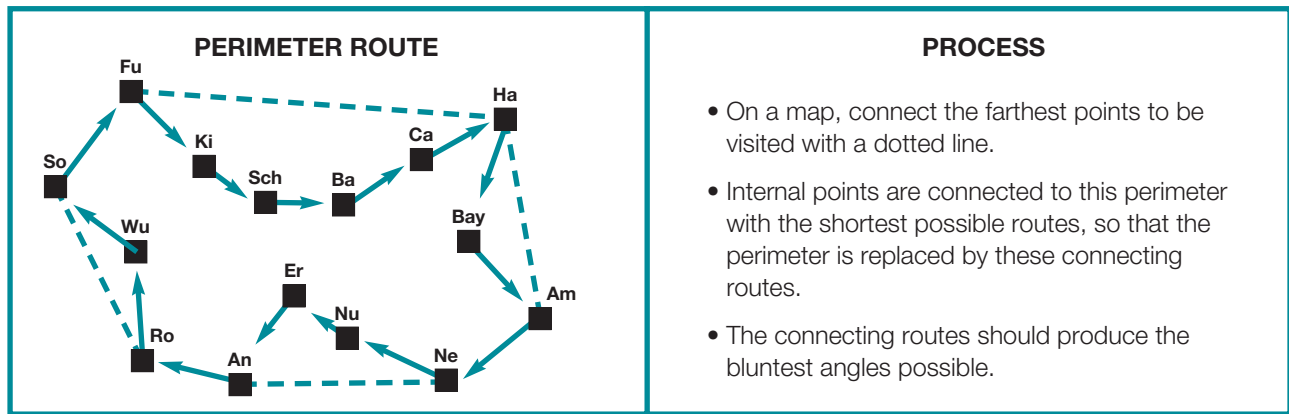 PERIMETER ROUTE
Fu
Ha
Ca
Ki
So
Sch
Ba
Bay
Wu
Er
Am
Nu
Ro
An
Ne
PROCESS
• On a map, connect the farthest points to be
visited with a dotted line.
• Internal points are connected to this perimeter
with the shortest possible routes, so that the
perimeter is replaced by these connecting
routes.
• The connecting routes should produce the
bluntest angles possible.